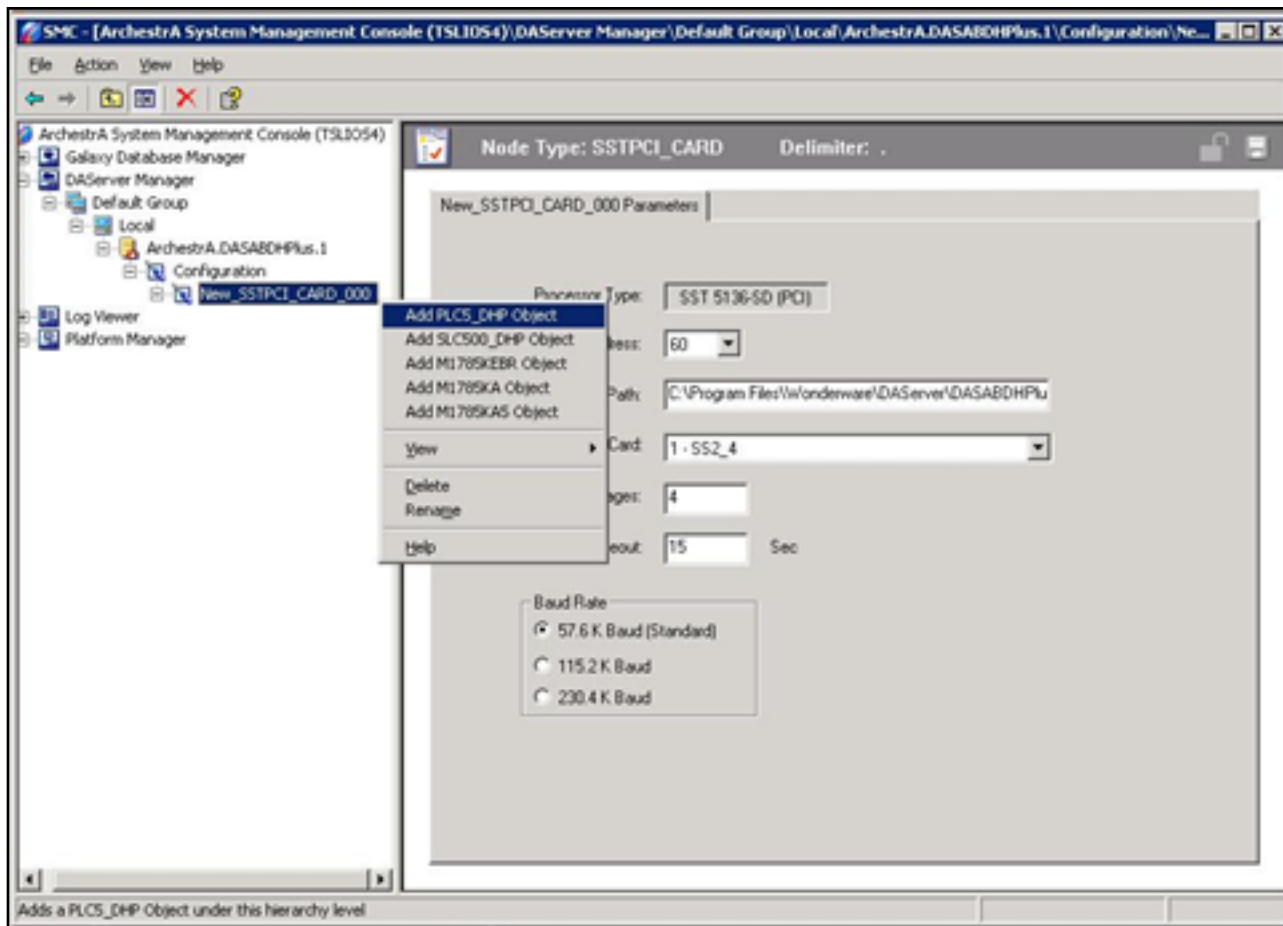 SMC - [ArchestrA System Management Console (TSLIOS4)\DAServer Manager\Default Group\Local\ArchestrA.DASABDHPlus.1\Configuration\Ne...
File Action View Help
ArchestrA System Management Console (TSLIOS4)
Galaxy Database Manager
DAServer Manager
Default Group
Local
ArchestrA.DASABDHPlus.1
Configuration
New_SSTPCI_CARD_000
Log Viewer
Platform Manager
Add PLC5_DHP Object
Add SLC500_DHP Object
Add M1785KEBR Object
Add M1785KA Object
Add M1785KA5 Object
View
Delete
Rename
Help
Node Type: SSTPCI_CARD Delimiter: .
New_SSTPCI_CARD_000 Parameters
Processor Type: SST 5136-SD (PCI)
ress: 60
Path: C:\Program Files\Wonderware\DAServer\DASABDHPlu
Card: 1 - SS2_4
ages: 4
eout: 15 Sec
Baud Rate
57.6 K Baud (Standard)
115.2 K Baud
230.4 K Baud
Adds a PLC5_DHP Object under this hierarchy level